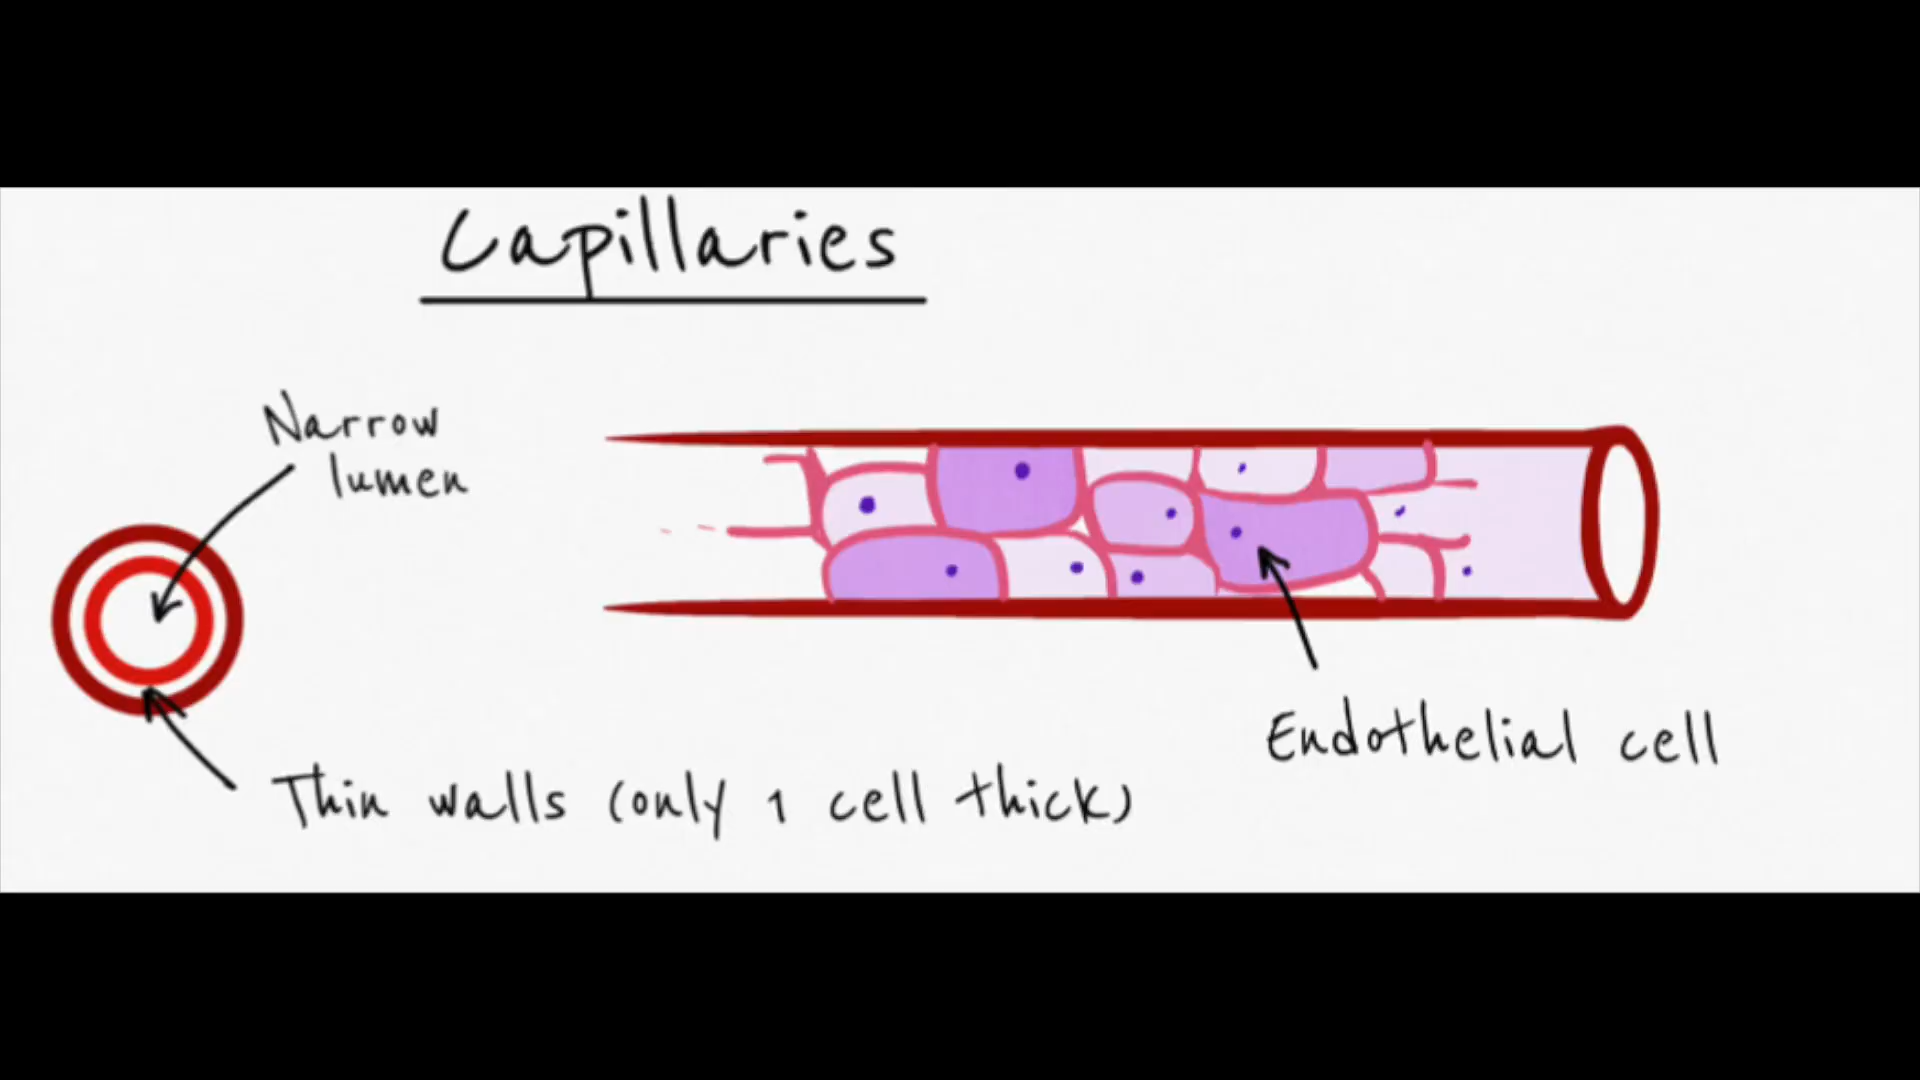 Capillaries
Narrow
lumen
Endothelial cell
Thin walls (only 1 cell thick)